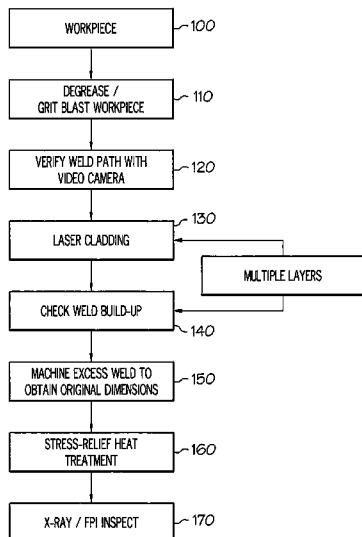 WORKPIECE
100
DEGREASE /
GRIT BLAST WORKPIECE
110
VERIFY WELD PATH WITH
VIDEO CAMERA
120
130
LASER CLADDING
MULTIPLE LAYERS
CHECK WELD BUILD-UP
140
MACHINE EXCESS WELD TO
OBTAIN ORIGINAL DIMENSIONS
150
STRESS-RELIEF HEAT
TREATMENT
160
X-RAY / FPI INSPECT
170